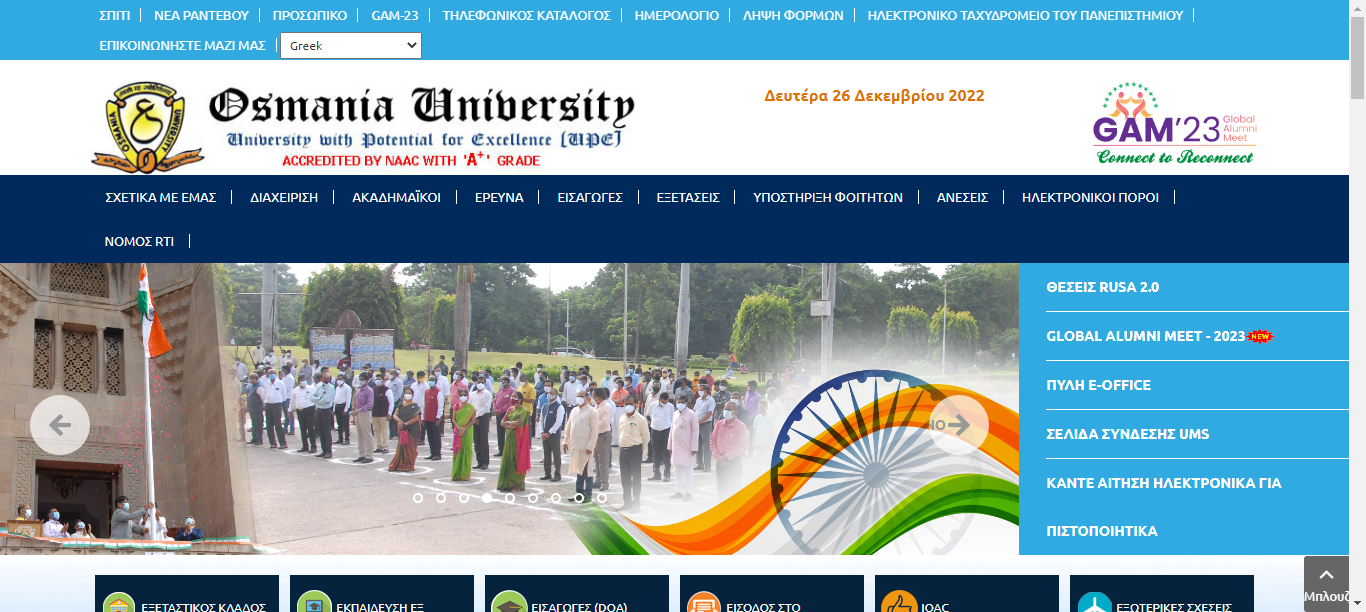 ΣΠΙΤΙ
ΝΕΑ ΡΑΝΤΕΒΟΥ
ΠΡΟΣΩΠΙΚΟ
GAM-23
ΤΗΛΕΦΩΝΙΚΟΣ ΚΑΤΑΛΟΓΟΣ
ΗΜΕΡΟΛΟΓΙΟ
ΛΗΨΗ ΦΟΡΜΩΝ
ΗΛΕΚΤΡΟΝΙΚΟ ΤΑΧΥΔΡΟΜΕΙΟ ΤΟΥ ΠΑΝΕΠΙΣΤΗΜΙΟΥ
ΕΠΙΚΟΙΝΩΝΗΣΤΕ ΜΑΖΙ ΜΑΣ
Greek
Osmania University
University with Potential for Excellence [UPE]
ACCREDITED BY NAAC WITH 'A+' GRADE
Δευτέρα 26 Δεκεμβρίου 2022
GAM'23
Global
Alumni
Meet
Connect to Reconnect
ΣΧΕΤΙΚΑ ΜΕ ΕΜΑΣ
ΔΙΑΧΕΙΡΙΣΗ
ΑΚΑΔΗΜΑΪΚΟΙ
ΕΡΕΥΝΑ
ΕΙΣΑΓΩΓΕΣ
ΕΞΕΤΑΣΕΙΣ
ΥΠΟΣΤΗΡΙΞΗ ΦΟΙΤΗΤΩΝ
ΑΝΕΣΕΙΣ
ΗΛΕΚΤΡΟΝΙΚΟΙ ΠΟΡΟΙ
ΝΟΜΟΣ RTI
ΘΕΣΕΙΣ RUSA 2.0
GLOBAL ALUMNI MEET - 2023 NEW
ΠΥΛΗ E-OFFICE
ΣΕΛΙΔΑ ΣΥΝΔΕΣΗΣ UMS
ΚΑΝΤΕ ΑΙΤΗΣΗ ΗΛΕΚΤΡΟΝΙΚΑ ΓΙΑ
ΠΙΣΤΟΠΟΙΗΤΙΚΑ
ΕΞΕΤΑΣΤΙΚΟΣ ΚΛΑΔΟΣ
ΕΚΠΑΙΔΕΥΣΗ ΕΞ
ΕΙΣΑΓΩΓΕΣ (DOA)
ΕΙΣΟΔΟΣ ΣΤΟ
IQAC
ΕΞΩΤΕΡΙΚΕΣ ΣΧΕΣΕΙΣ